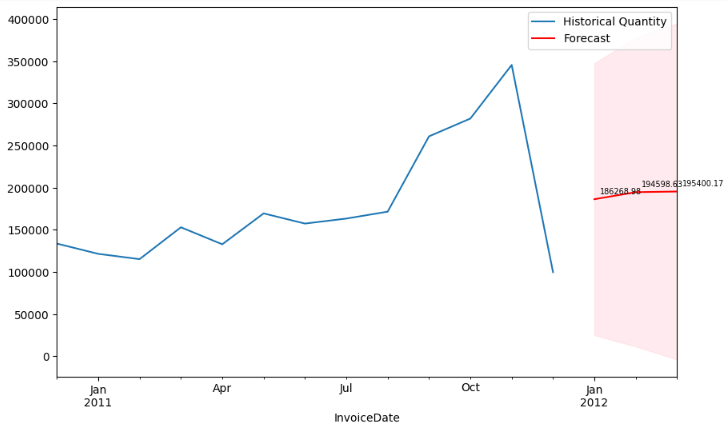 400000
350000
300000
250000
200000
150000
100000
50000
0
Historical Quantity
Forecast
186268.98
194598.63
195400.17
Jan
2011
Apr
Jul
Oct
Jan
2012
InvoiceDate